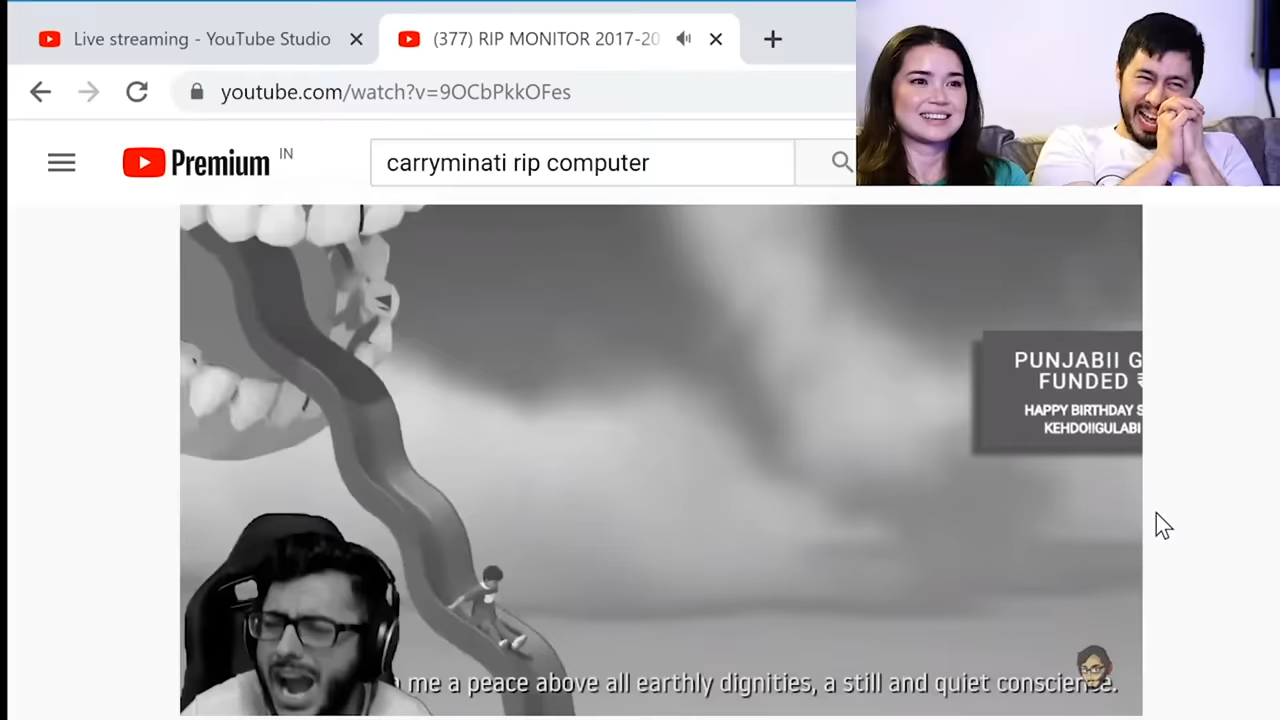 Live streaming - YouTube Studio
(377) RIP MONITOR 2017-20
youtube.com/watch?v=9OCbPkkOFes
Premium IN
carryminati rip computer
PUNJABII G
FUNDED ₹
HAPPY BIRTHDAY S
KEHDO!!GULABI
me a peace above all earthly dignities, a still and quiet conscience.